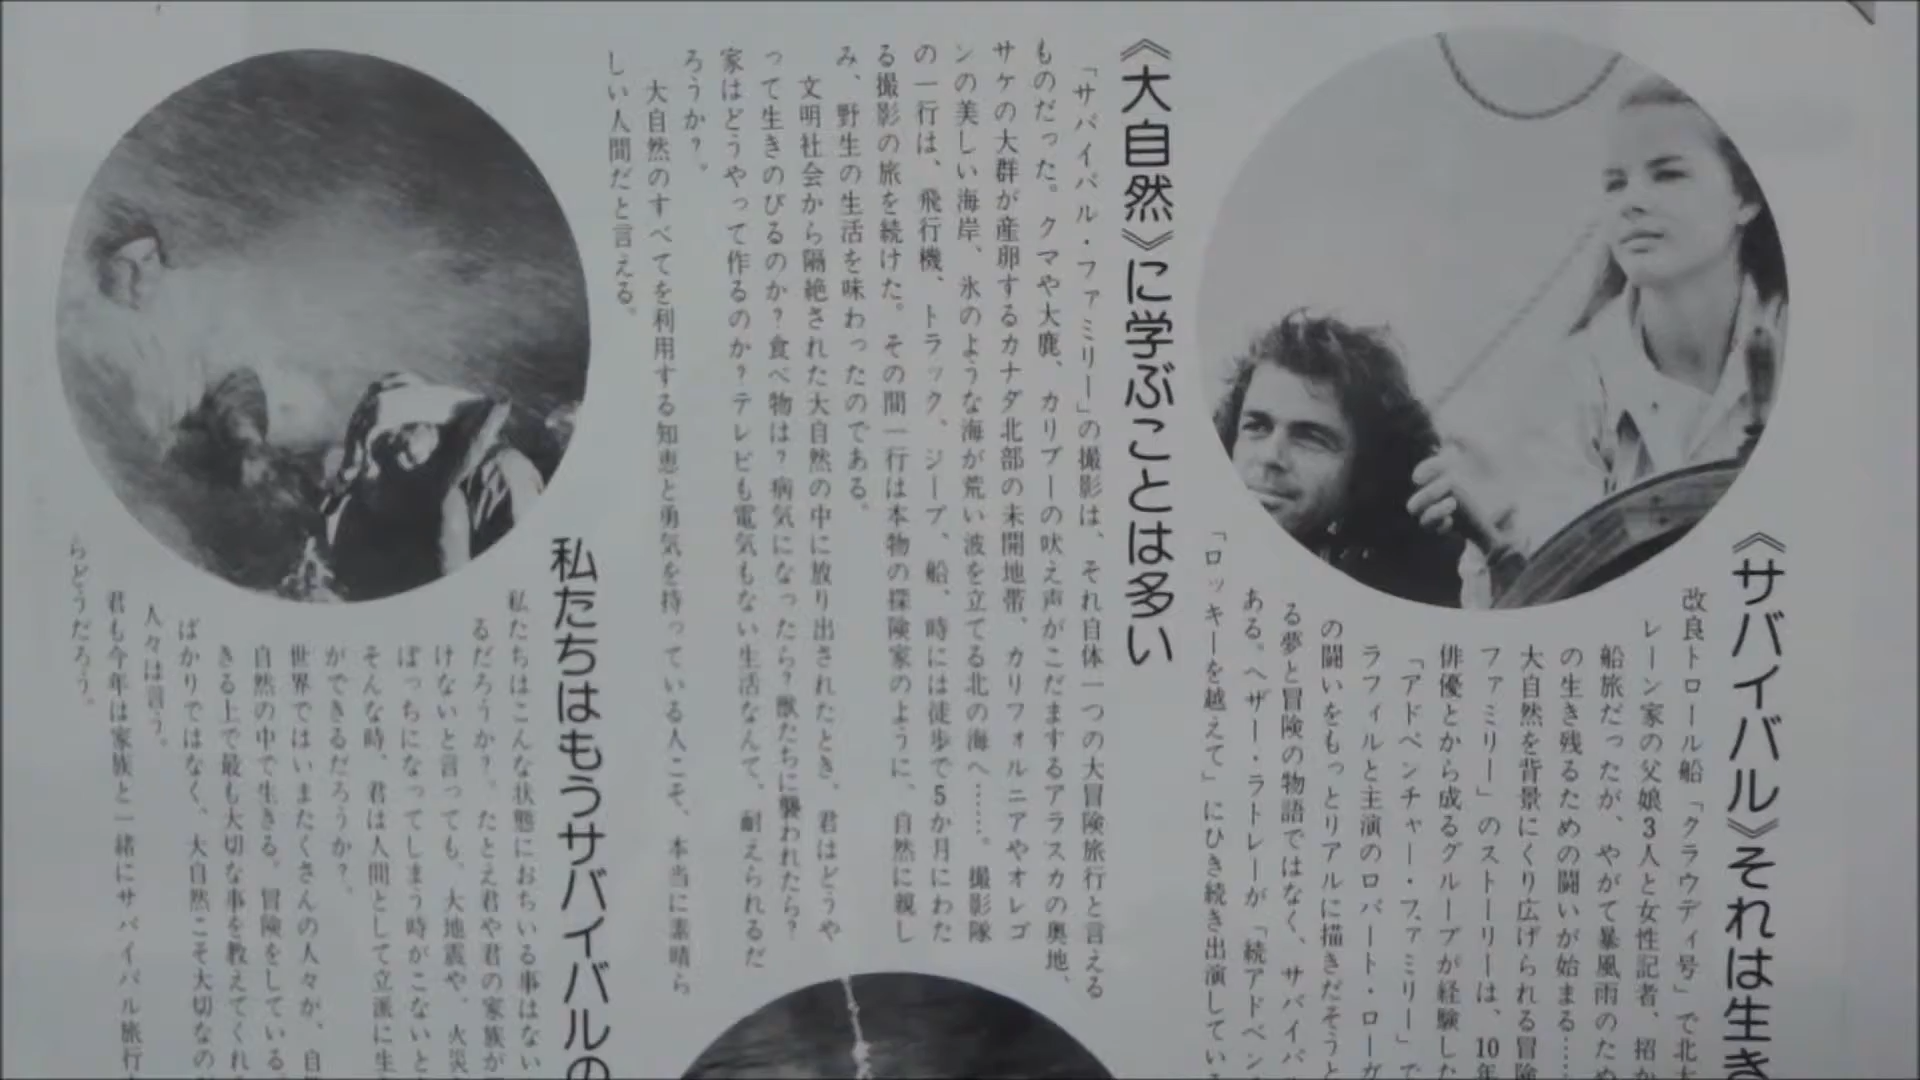 《サバイバル》それは生き
改良トロール船「クラウディ号」で北太
レーン家の父娘3人と女性記者、招か
船旅だったが、やがて暴風雨のため
の生き残るための闘いが始まる……
大自然を背景にくり広げられる冒険
ファミリー」のストーリーは、10年
俳優とから成るグループが経験した
「アドベンチャー・ファミリー」で
ラフィルと主演のロバート・ローガ
の闘いをもっとリアルに描きだそうと
る夢と冒険の物語ではなく、サバイバ
ある。ヘザー・ラトレーが「続アドベン
「ロッキーを越えて」にひき続き出演してい
《大自然》に学ぶことは多い
「サバイバル・ファミリー」の撮影は、それ自体一つの大冒険旅行と言える
ものだった。クマや大鹿、カリブーの吠え声がこだまするアラスカの奥地、
サケの大群が産卵するカナダ北部の未開地帯、カリフォルニアやオレゴ
ンの美しい海岸、氷のような海が荒い波を立てる北の海へ……。撮影隊
の一行は、飛行機、トラック、ジープ、船、時には徒歩で5か月にわた
る撮影の旅を続けた。その間一行は本物の探険家のように、自然に親し
み、野生の生活を味わったのである。
文明社会から隔絶された大自然の中に放り出されたとき、君はどうや
って生きのびるのか?食べ物は?病気になったら?獣たちに襲われたら?
家はどうやって作るのか?テレビも電気もない生活なんて、耐えられるだ
ろうか?。
大自然のすべてを利用する知恵と勇気を持っている人こそ、本当に素晴ら
しい人間だと言える。
私たちはもうサバイバルの
私たちはこんな状態におちいる事はない
るだろうか?。たとえ君や君の家族が
けないと言っても、大地震や、火災
ぼっちになってしまう時がこないと
そんな時、君は人間として立派に生
ができるだろうか?。
世界ではいまたくさんの人々が、自
自然の中で生きる。冒険をしている
きる上で最も大切な事を教えてくれ
ばかりではなく、大自然こそ大切なの
人々は言う。
君も今年は家族と一緒にサバイバル旅行
らどうだろう。